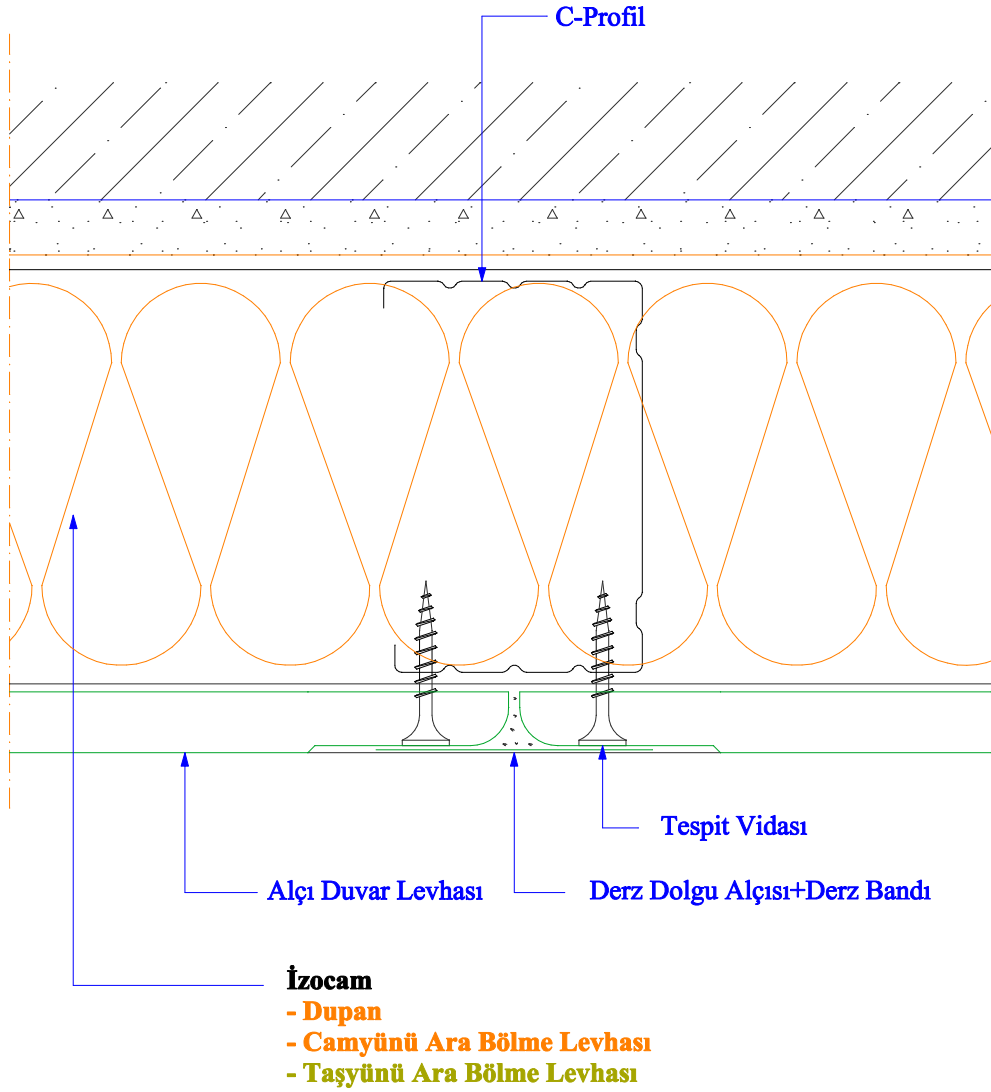 C-Profil
Tespit Vidası
Alçı Duvar Levhası
Derz Dolgu Alçısı+Derz Bandı
İzocam
- Dupan
- Camyünü Ara Bölme Levhası
- Taşyünü Ara Bölme Levhası